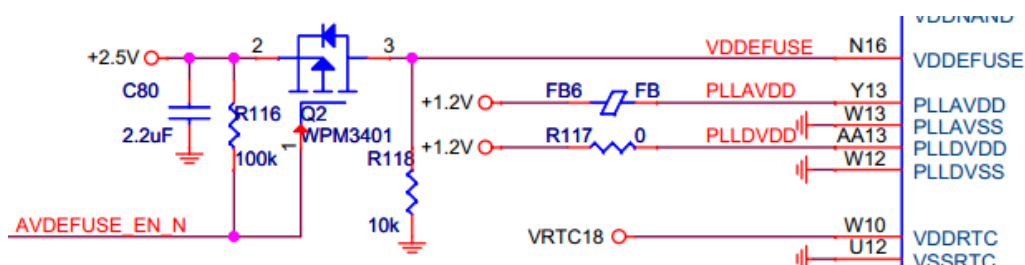 VDDNAND
+2.5V
2
3
VDDEFUSE
N16
VDDEFUSE
C80
2.2uF
R116
100k
Q2
WPM3401
1
R118
10k
+1.2V
FB6
FB
PLLAVDD
Y13
PLLAVDD
W13
PLLAVSS
+1.2V
R117
0
PLLDVDD
AA13
PLLDVDD
W12
PLLDVSS
AVDEFUSE_EN_N
VRTC18
W10
VDDRTC
U12
VSSRTC